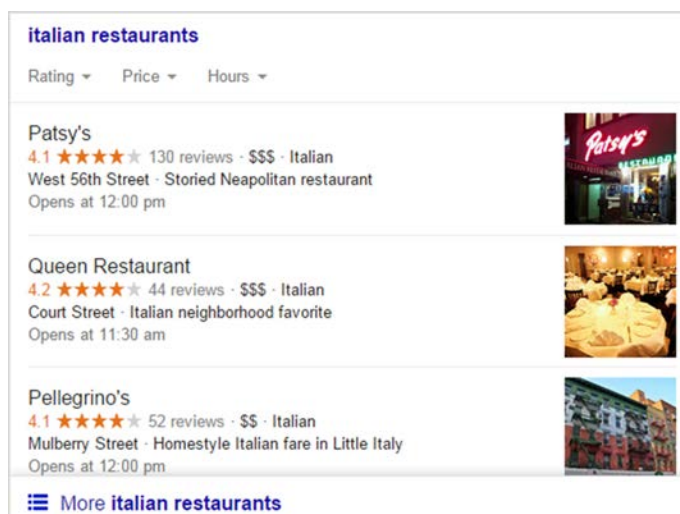 italian restaurants
Rating Price Hours
Patsy's
4.1 ★★★★★ 130 reviews · $$$ · Italian
West 56th Street · Storied Neapolitan restaurant
Opens at 12:00 pm
Patsy's
Queen Restaurant
4.2 ★★★★★ 44 reviews · $$$ · Italian
Court Street · Italian neighborhood favorite
Opens at 11:30 am
Pellegrino's
4.1 ★★★★★ 52 reviews · $$ · Italian
Mulberry Street · Homestyle Italian fare in Little Italy
Opens at 12:00 pm
More italian restaurants